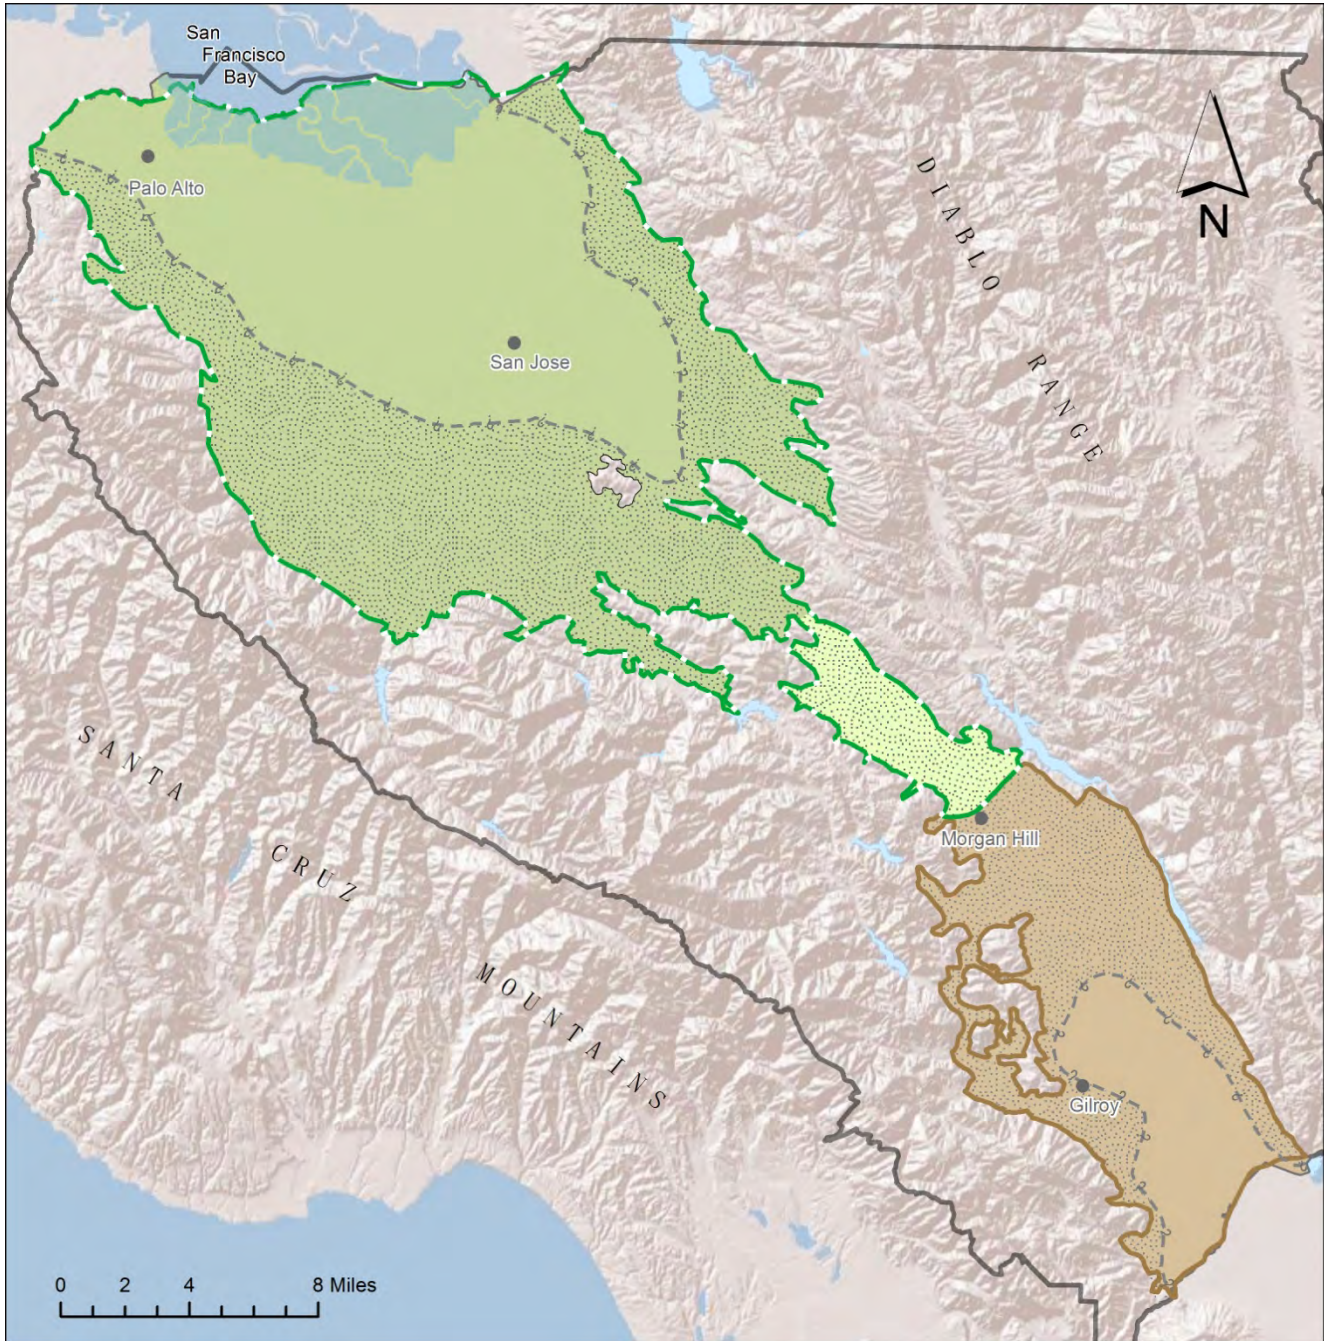 San
Francisco
Bay
Palo Alto
DIABLO
N
RANGE
San Jose
SANTA
Morgan Hill
CRUZ
MOUNTAINS
Gilroy
0 2 4 8 Miles